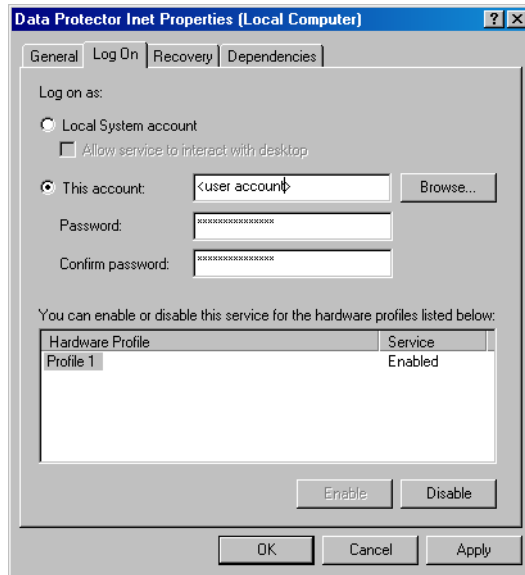 Data Protector Inet Properties (Local Computer) ? X
General Log On Recovery Dependencies
Log on as:
Local System account
Allow service to interact with desktop
This account: <user account> Browse...
Password: xxxxxxxxxxxxxxx
Confirm password: xxxxxxxxxxxxxxx
You can enable or disable this service for the hardware profiles listed below:
Hardware Profile Service
Profile 1 Enabled
Enable Disable
OK Cancel Apply